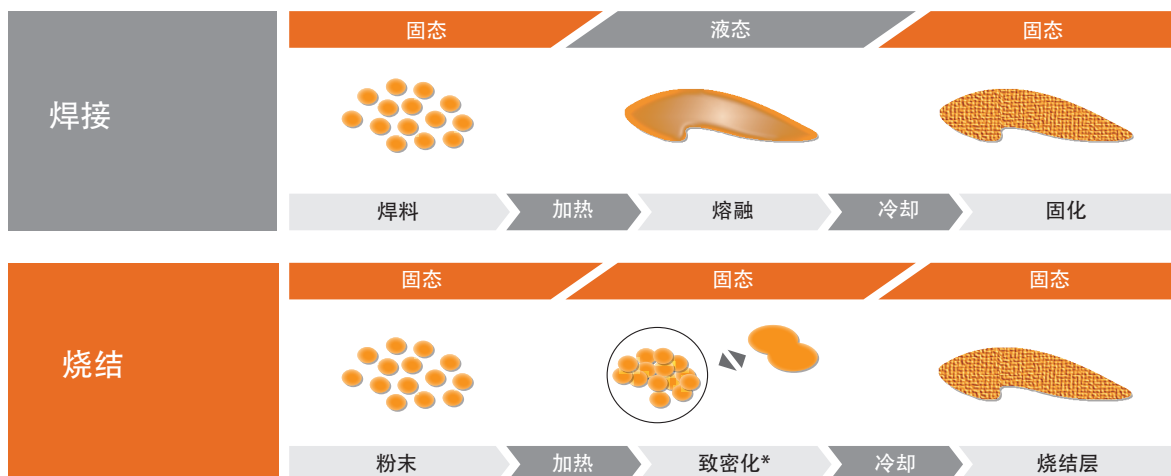 固态 液态 固态
焊接
焊料 加热 熔融 冷却 固化
固态 固态 固态
烧结
粉末 加热 致密化* 冷却 烧结层